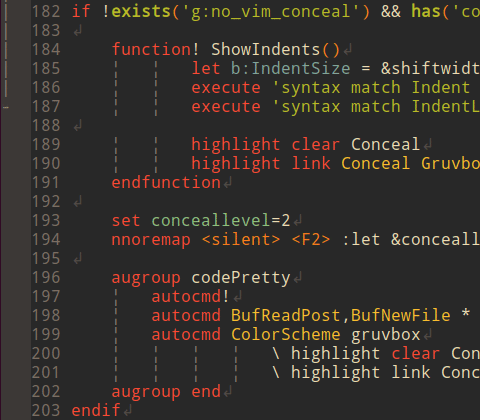 182 if !exists('g:no_vim_conceal') && has('co
183 ↲
184 function! ShowIndents()↲
185 ¦ ¦ let b:IndentSize = &shiftwidt
186 ¦ ¦ execute 'syntax match Indent
187 ¦ ¦ execute 'syntax match IndentL
188 ↲
189 ¦ ¦ highlight clear Conceal↲
190 ¦ ¦ highlight link Conceal Gruvbo
191 endfunction↲
192 ↲
193 set conceallevel=2↲
194 nnoremap <silent> <F2> :let &conceall
195 ↲
196 augroup codePretty↲
197 ¦ autocmd!↲
198 ¦ autocmd BufReadPost,BufNewFile *
199 ¦ autocmd ColorScheme gruvbox↲
200 ¦ ¦ ¦ ¦ \ highlight clear Con
201 ¦ ¦ ¦ ¦ \ highlight link Conc
202 augroup end↲
203 endif↲